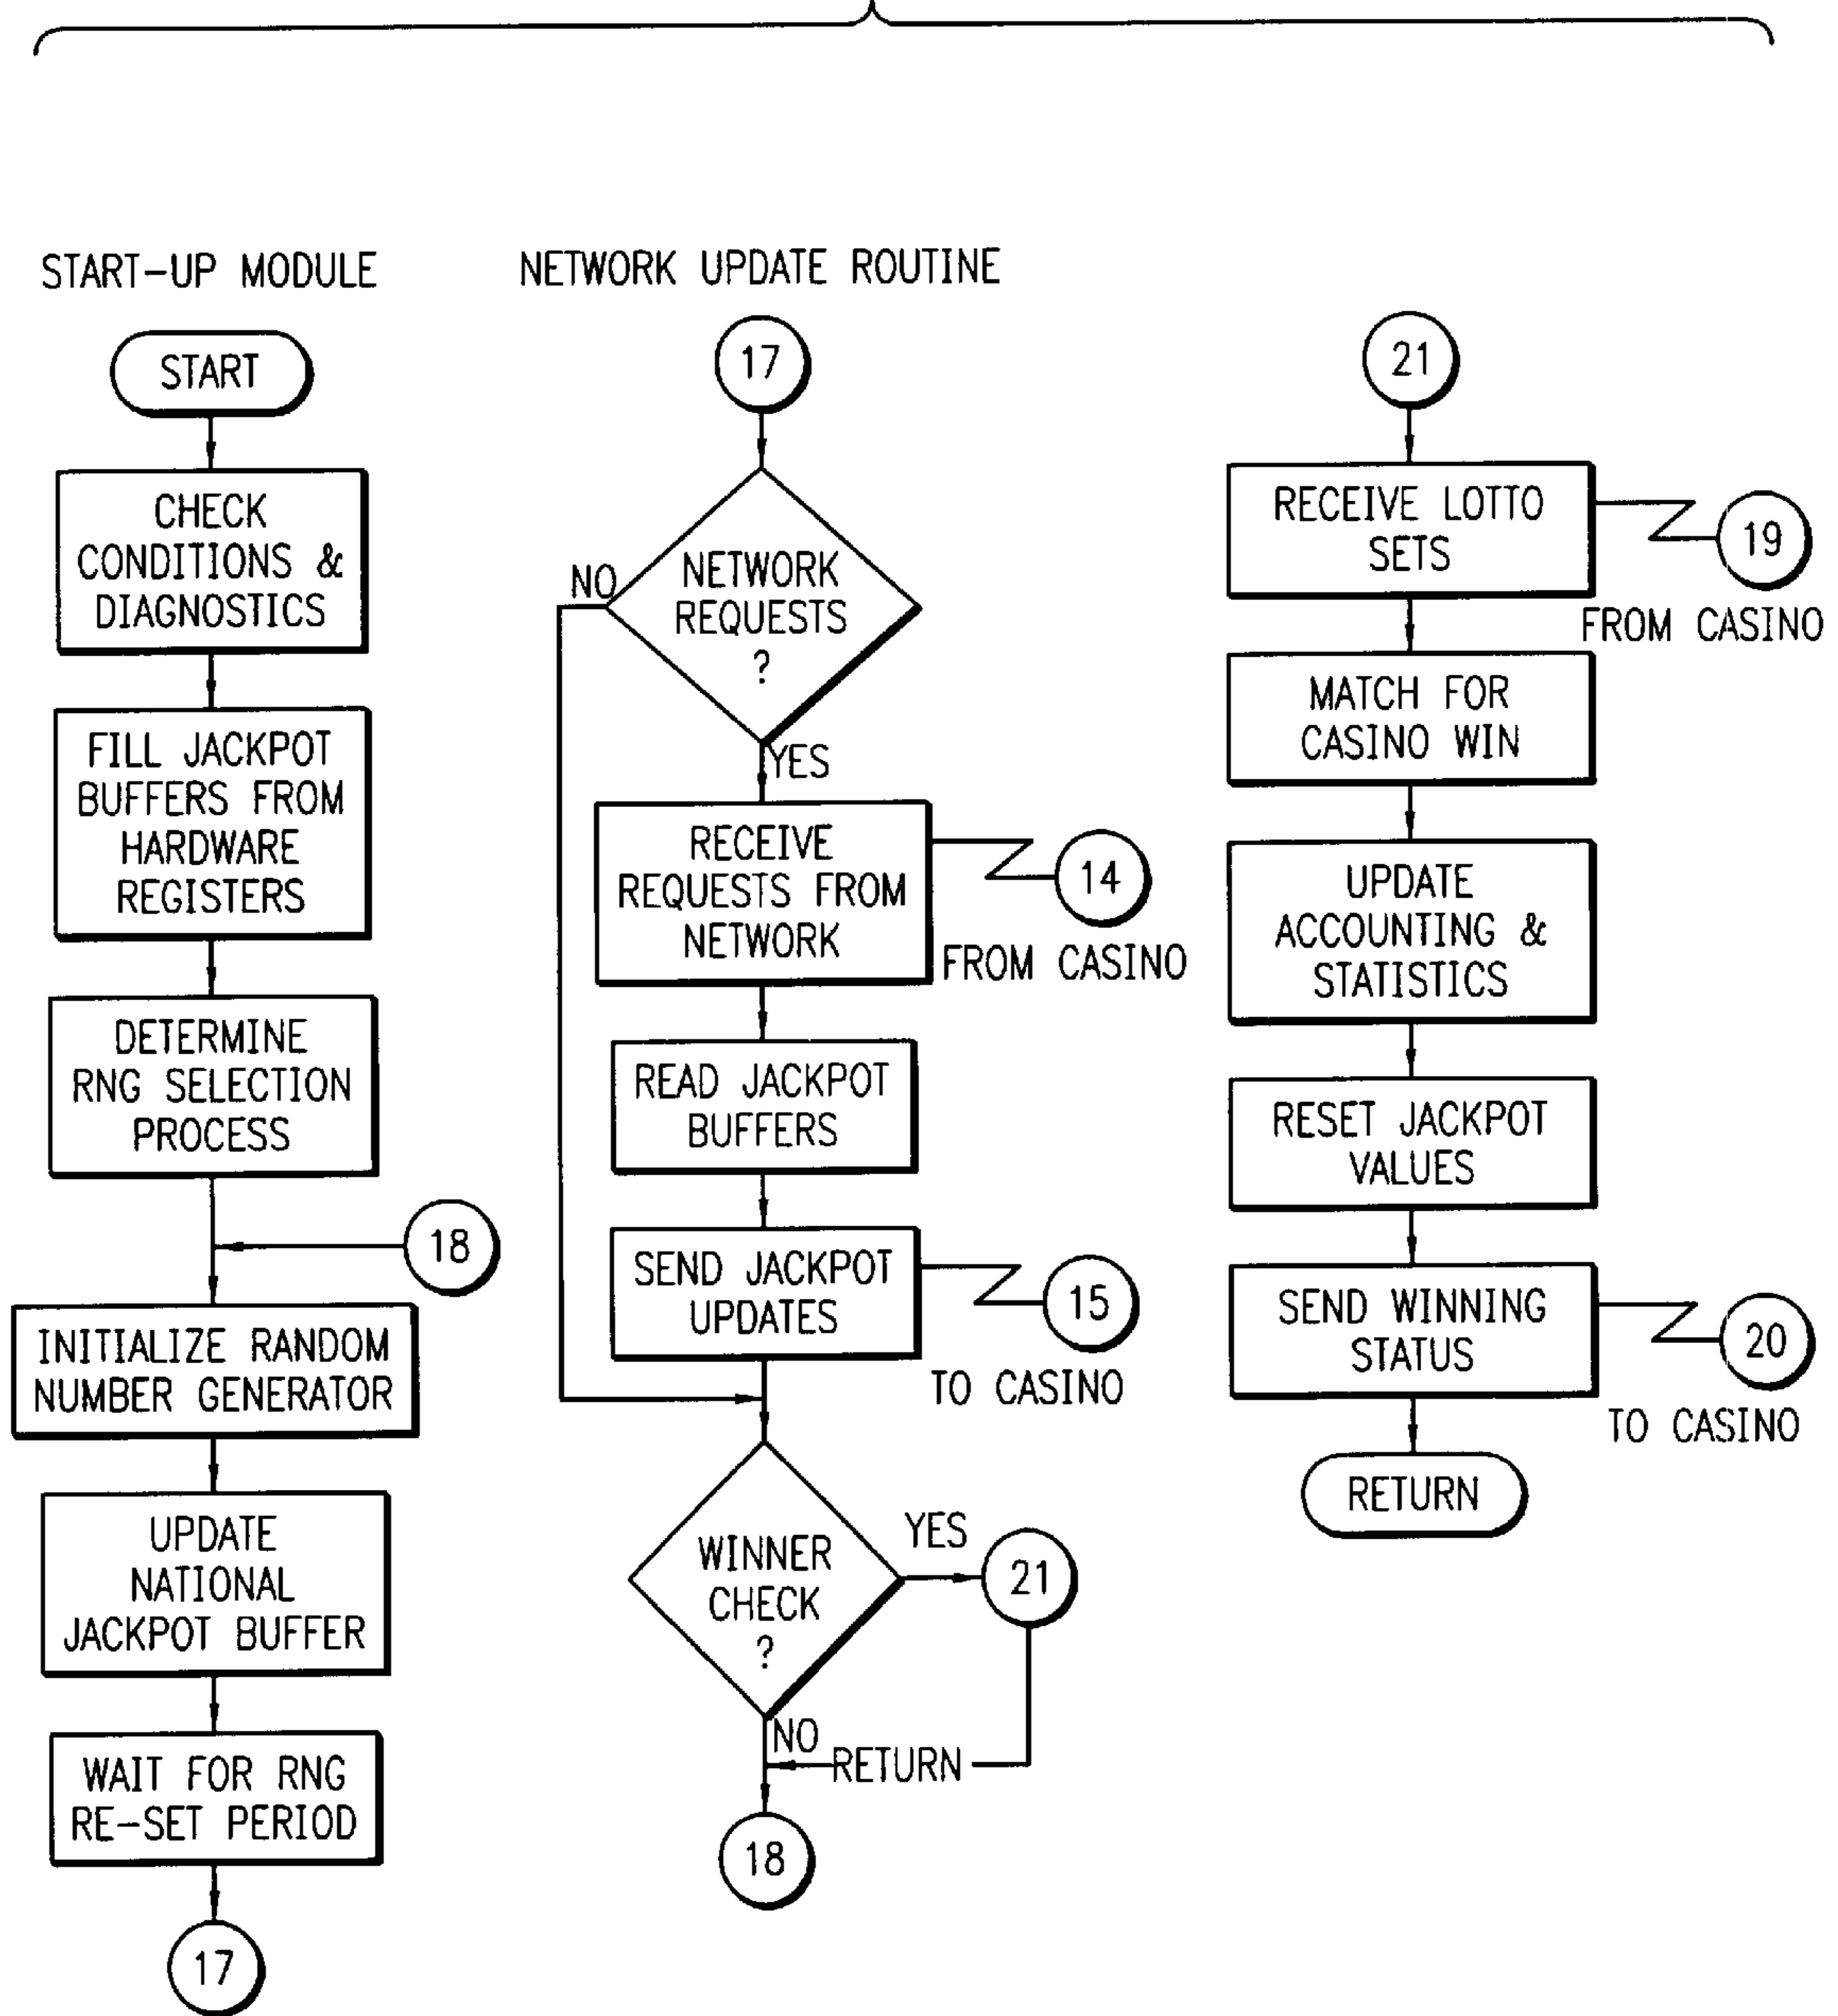 START-UP MODULE
START
CHECK
CONDITIONS &
DIAGNOSTICS
FILL JACKPOT
BUFFERS FROM
HARDWARE
REGISTERS
DETERMINE
RNG SELECTION
PROCESS
18
INITIALIZE RANDOM
NUMBER GENERATOR
UPDATE
NATIONAL
JACKPOT BUFFER
WAIT FOR RNG
RE-SET PERIOD
17
NETWORK UPDATE ROUTINE
17
NETWORK
REQUESTS
?
NO
YES
RECEIVE
REQUESTS FROM
NETWORK
14
FROM CASINO
READ JACKPOT
BUFFERS
SEND JACKPOT
UPDATES
15
TO CASINO
WINNER
CHECK
?
YES
21
NO
RETURN
18
21
RECEIVE LOTTO
SETS
19
FROM CASINO
MATCH FOR
CASINO WIN
UPDATE
ACCOUNTING &
STATISTICS
RESET JACKPOT
VALUES
SEND WINNING
STATUS
20
TO CASINO
RETURN